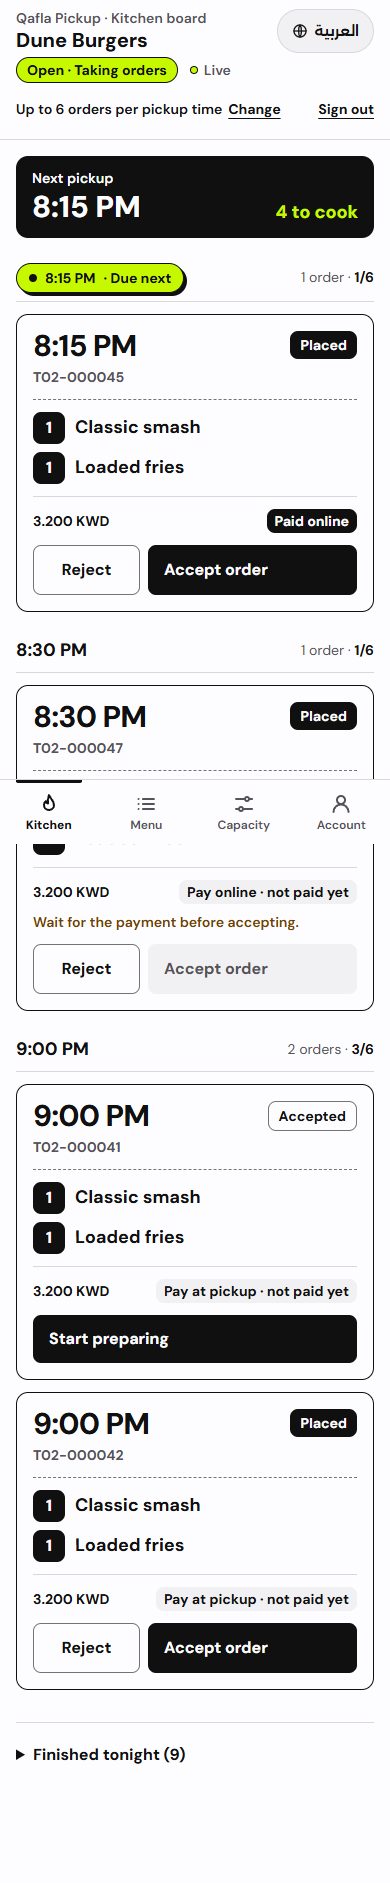 Qafla Pickup · Kitchen board
Dune Burgers
العربية
Open · Taking orders
Live
Up to 6 orders per pickup time Change
Sign out
Next pickup
8:15 PM
4 to cook
8:15 PM · Due next
1 order · 1/6
8:15 PM
Placed
T02-000045
1 Classic smash
1 Loaded fries
3.200 KWD
Paid online
Reject
Accept order
8:30 PM
1 order · 1/6
8:30 PM
Placed
T02-000047
Kitchen
Menu
Capacity
Account
3.200 KWD
Pay online · not paid yet
Wait for the payment before accepting.
Reject
Accept order
9:00 PM
2 orders · 3/6
9:00 PM
Accepted
T02-000041
1 Classic smash
1 Loaded fries
3.200 KWD
Pay at pickup · not paid yet
Start preparing
9:00 PM
Placed
T02-000042
1 Classic smash
1 Loaded fries
3.200 KWD
Pay at pickup · not paid yet
Reject
Accept order
Finished tonight (9)